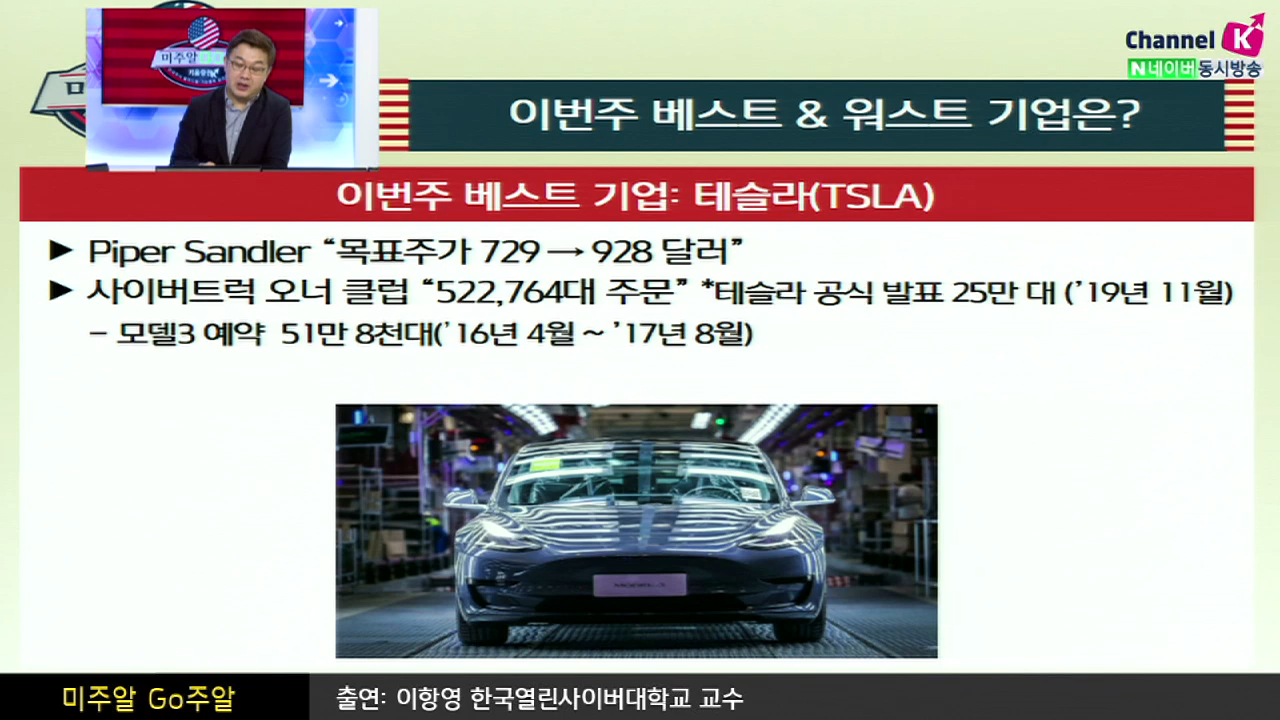 미주알
Channel K
N 네이버 동시방송
이번주 베스트 & 워스트 기업은?
이번주 베스트 기업: 테슬라(TSLA)
▶ Piper Sandler “목표주가 729 → 928 달러”
▶ 사이버트럭 오너 클럽 “522,764대 주문” *테슬라 공식 발표 25만 대 (’19년 11월)
- 모델3 예약 51만 8천대(’16년 4월 ~ ’17년 8월)
MODEL 3
미주알 Go주알
출연: 이항영 한국열린사이버대학교 교수